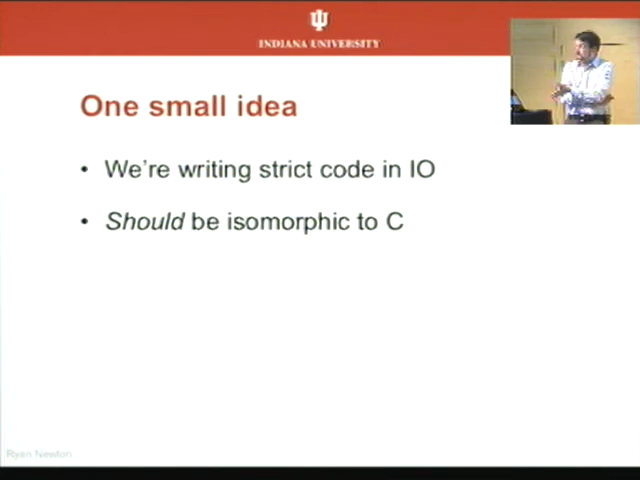 INDIANA UNIVERSITY
One small idea
• We're writing strict code in IO
• Should be isomorphic to C
Ryan Newton